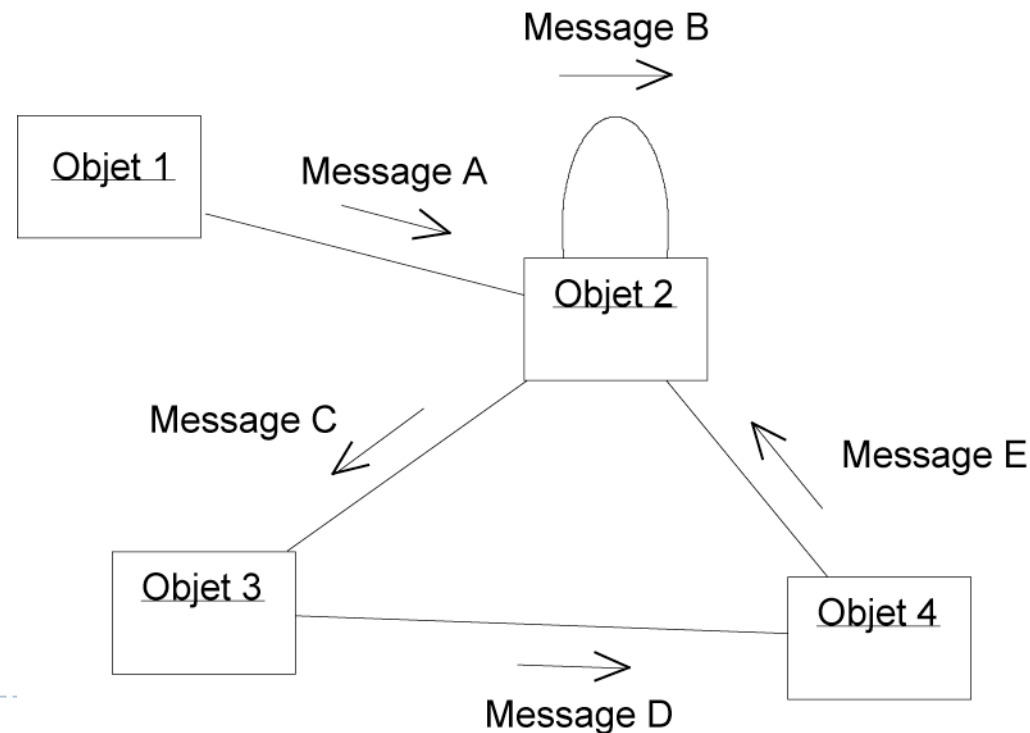 Message B
Objet 1
Message A
Objet 2
Message C
Message E
Objet 3
Objet 4
Message D